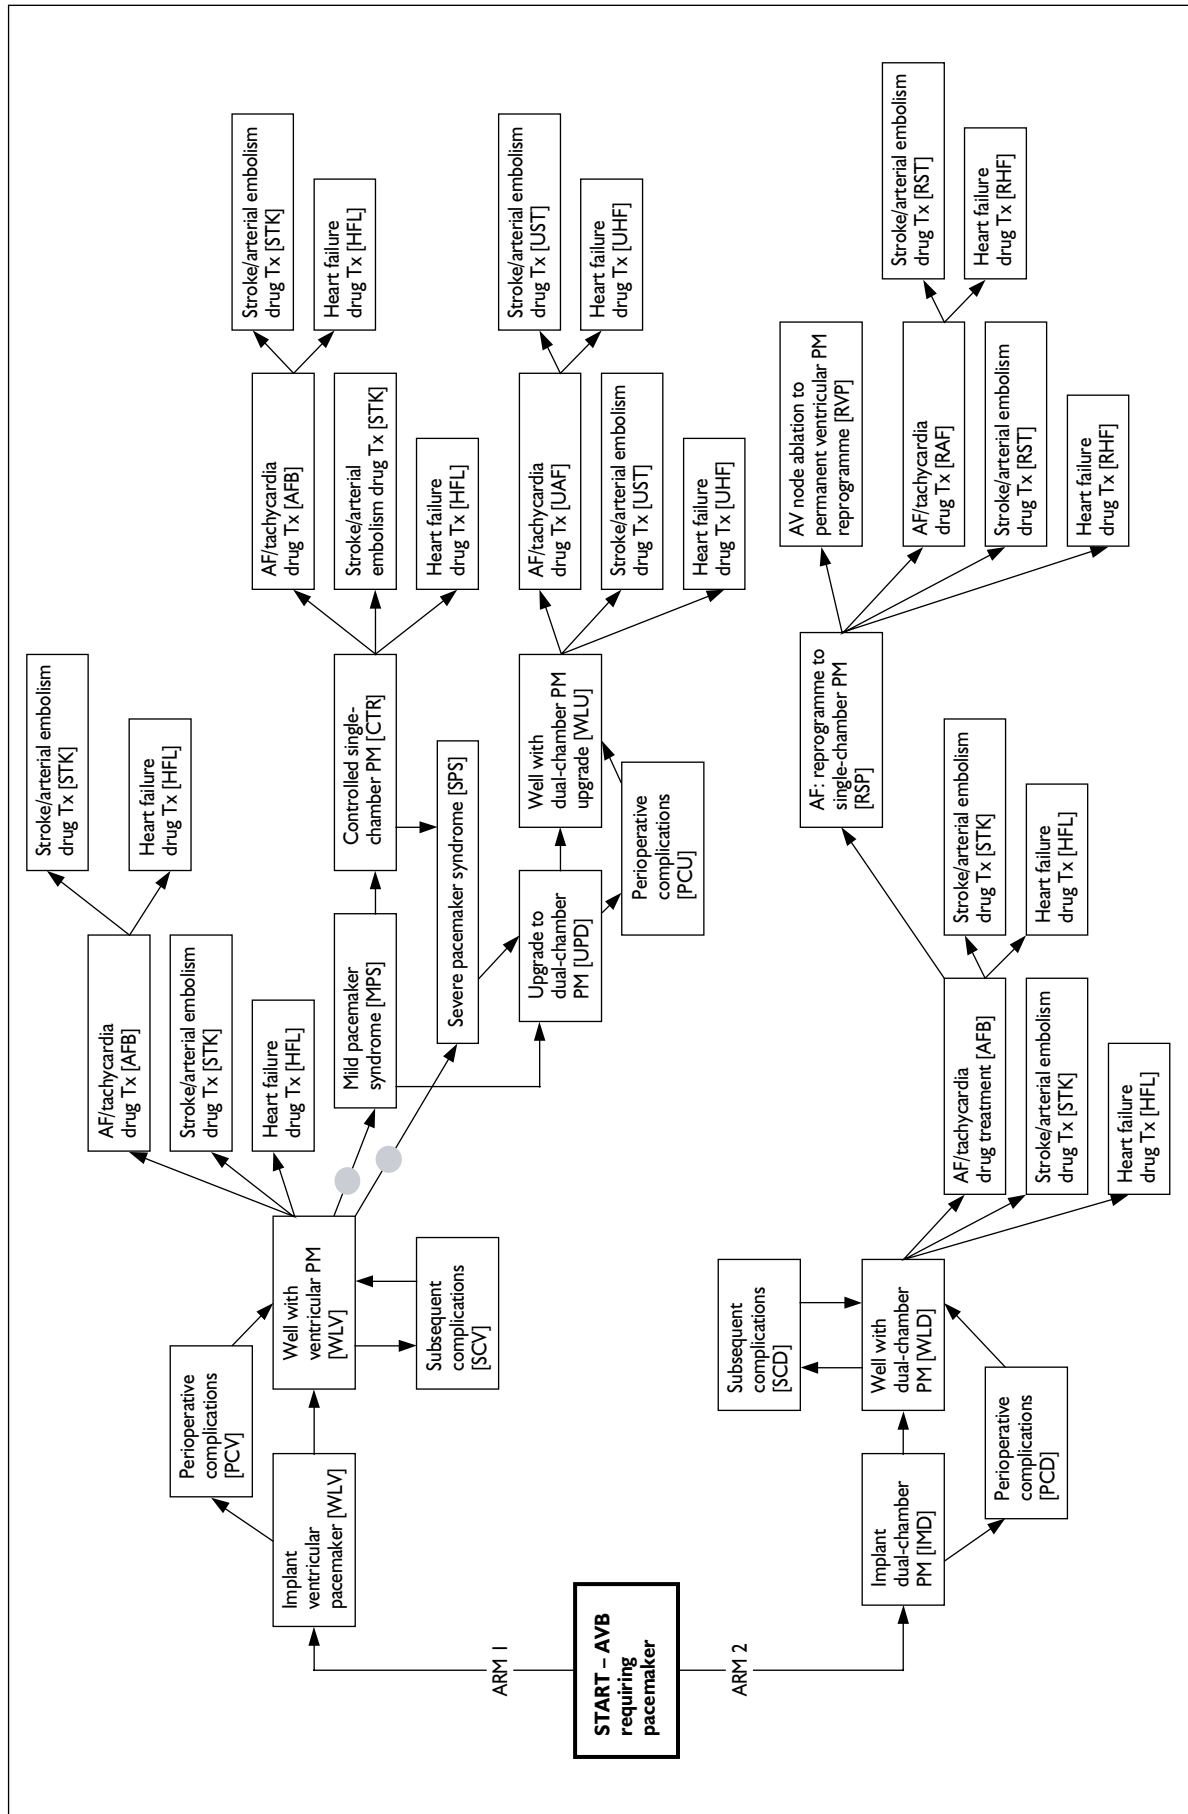 START – AVB
requiring
pacemaker
ARM 1
ARM 2
Implant
ventricular
pacemaker [WLV]
Perioperative
complications
[PCV]
Well with
ventricular PM
[WLV]
Subsequent
complications
[SCV]
AF/tachycardia
drug Tx [AFB]
Stroke/arterial embolism
drug Tx [STK]
Heart failure
drug Tx [HFL]
Stroke/arterial embolism
drug Tx [STK]
Heart failure
drug Tx [HFL]
Mild pacemaker
syndrome [MPS]
Severe pacemaker syndrome [SPS]
Controlled single-
chamber PM [CTR]
AF/tachycardia
drug Tx [AFB]
Stroke/arterial
embolism drug Tx [STK]
Heart failure
drug Tx [HFL]
Stroke/arterial embolism
drug Tx [STK]
Heart failure
drug Tx [HFL]
Upgrade to
dual-chamber
PM [UPD]
Perioperative
complications
[PCU]
Well with
dual-chamber PM
upgrade [WLU]
AF/tachycardia
drug Tx [UAF]
Stroke/arterial embolism
drug Tx [UST]
Heart failure
drug Tx [UHF]
Stroke/arterial embolism
drug Tx [UST]
Heart failure
drug Tx [UHF]
Implant
dual-chamber
PM [IMD]
Perioperative
complications
[PCD]
Subsequent
complications
[SCD]
Well with
dual-chamber
PM [WLD]
AF/tachycardia
drug treatment [AFB]
Stroke/arterial embolism
drug Tx [STK]
Heart failure
drug Tx [HFL]
Stroke/arterial embolism
drug Tx [STK]
Heart failure
drug Tx [HFL]
AF: reprogramme to
single-chamber PM
[RSP]
AV node ablation to
permanent ventricular PM
reprogramme [RVP]
AF/tachycardia
drug Tx [RAF]
Stroke/arterial embolism
drug Tx [RST]
Heart failure
drug Tx [RHF]
Stroke/arterial embolism
drug Tx [RST]
Heart failure
drug Tx [RHF]